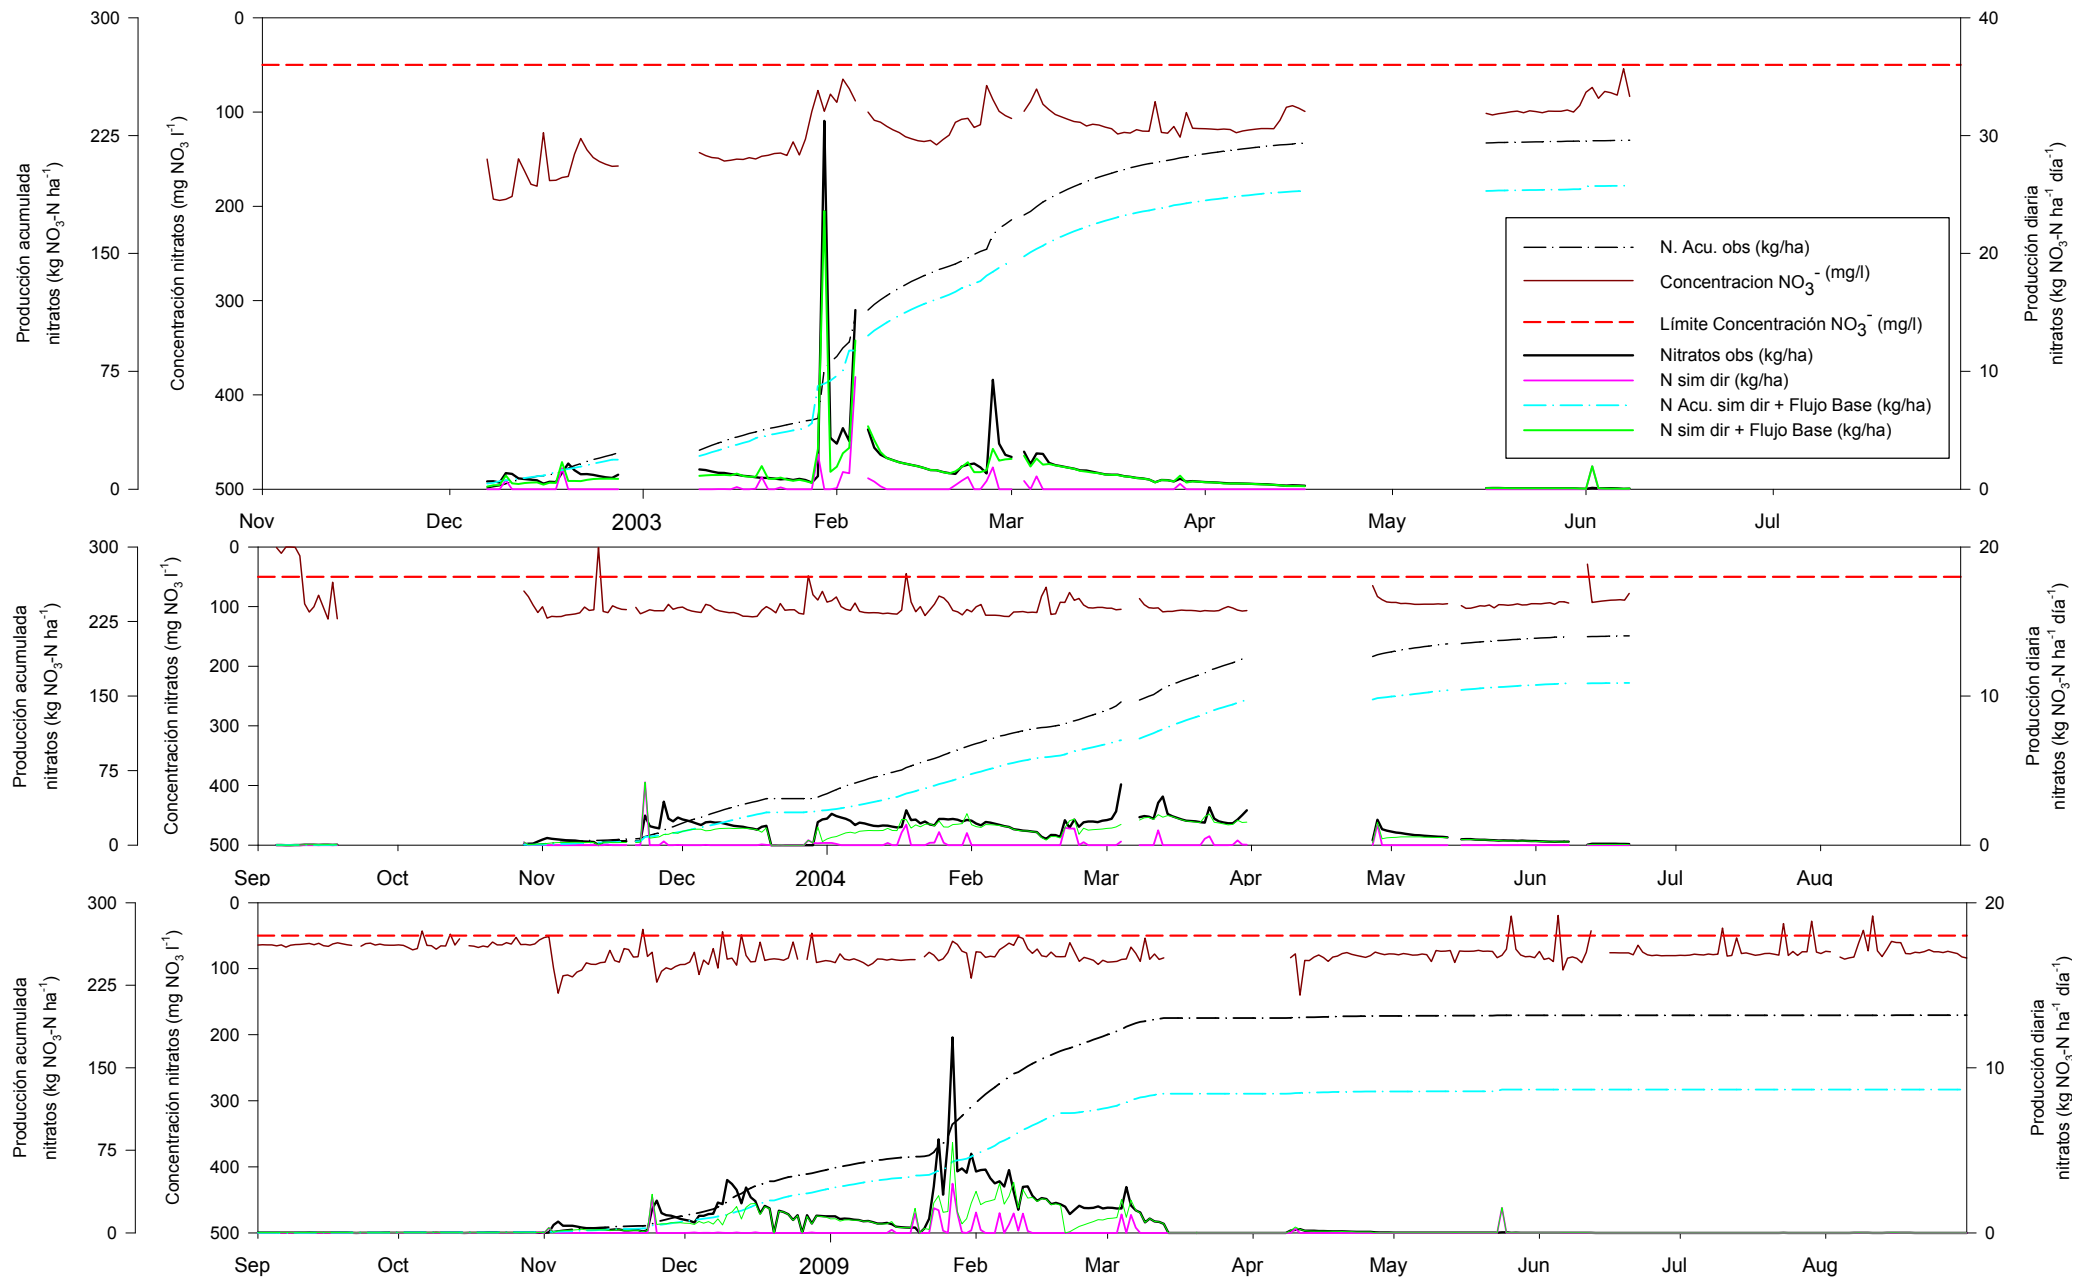 300
225
150
75
0
Producción acumulada
nitratos (kg NO3-N ha-1)
0
100
200
300
400
500
Concentración nitratos (mg NO3 l-1)
40
30
20
10
0
Producción diaria
nitratos (kg NO3-N ha-1 día-1)
N. Acu. obs (kg/ha)
Concentracion NO3- (mg/l)
Límite Concentración NO3- (mg/l)
Nitratos obs (kg/ha)
N sim dir (kg/ha)
N Acu. sim dir + Flujo Base (kg/ha)
N sim dir + Flujo Base (kg/ha)
Nov Dec 2003 Feb Mar Apr May Jun Jul
300
225
150
75
0
Producción acumulada
nitratos (kg NO3-N ha-1)
0
100
200
300
400
500
Concentración nitratos (mg NO3 l-1)
20
10
0
Producción diaria
nitratos (kg NO3-N ha-1 día-1)
Sep Oct Nov Dec 2004 Feb Mar Apr May Jun Jul Aug
300
225
150
75
0
Producción acumulada
nitratos (kg NO3-N ha-1)
0
100
200
300
400
500
Concentración nitratos (mg NO3 l-1)
20
10
0
Producción diaria
nitratos (kg NO3-N ha-1 día-1)
Sep Oct Nov Dec 2009 Feb Mar Apr May Jun Jul Aug